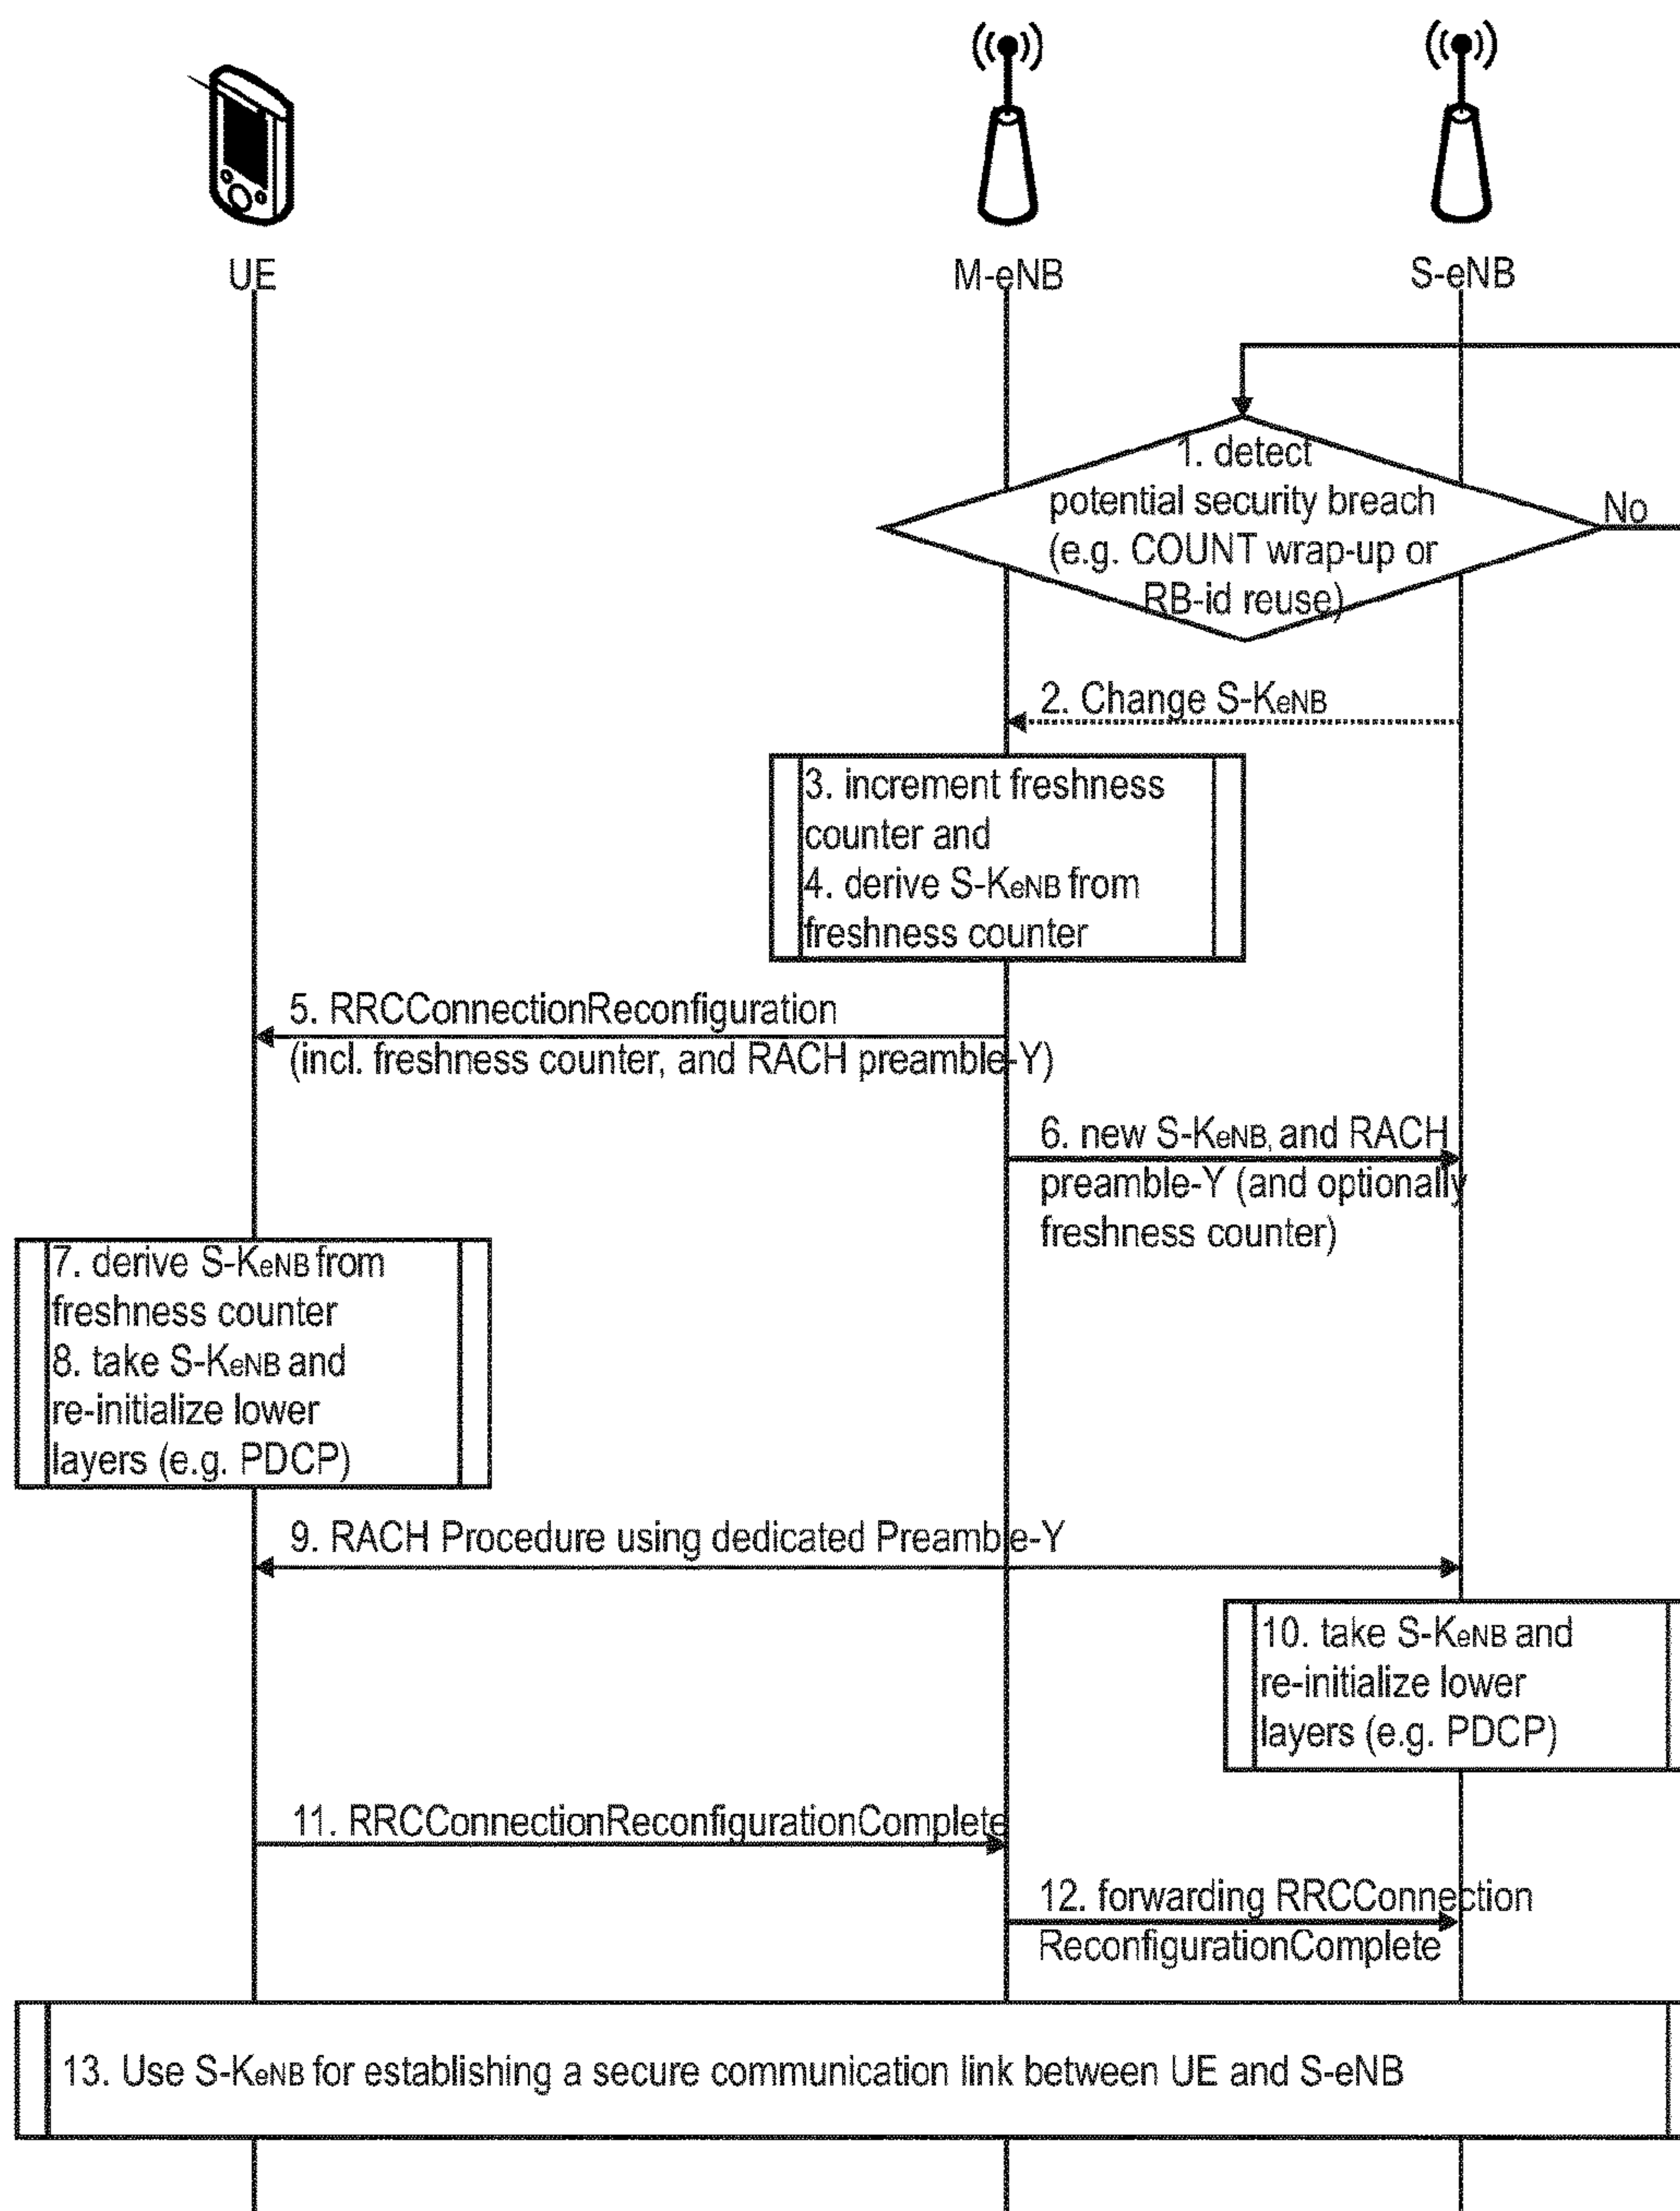 UE
M-eNB
S-eNB
1. detect
potential security breach
(e.g. COUNT wrap-up or
RB-id reuse)
No
2. Change S-KeNB
3. increment freshness
counter and
4. derive S-KeNB from
freshness counter
5. RRCConnectionReconfiguration
(incl. freshness counter, and RACH preamble-Y)
6. new S-KeNB, and RACH
preamble-Y (and optionally
freshness counter)
7. derive S-KeNB from
freshness counter
8. take S-KeNB and
re-initialize lower
layers (e.g. PDCP)
9. RACH Procedure using dedicated Preamble-Y
10. take S-KeNB and
re-initialize lower
layers (e.g. PDCP)
11. RRCConnectionReconfigurationComplete
12. forwarding RRCConnection
ReconfigurationComplete
13. Use S-KeNB for establishing a secure communication link between UE and S-eNB